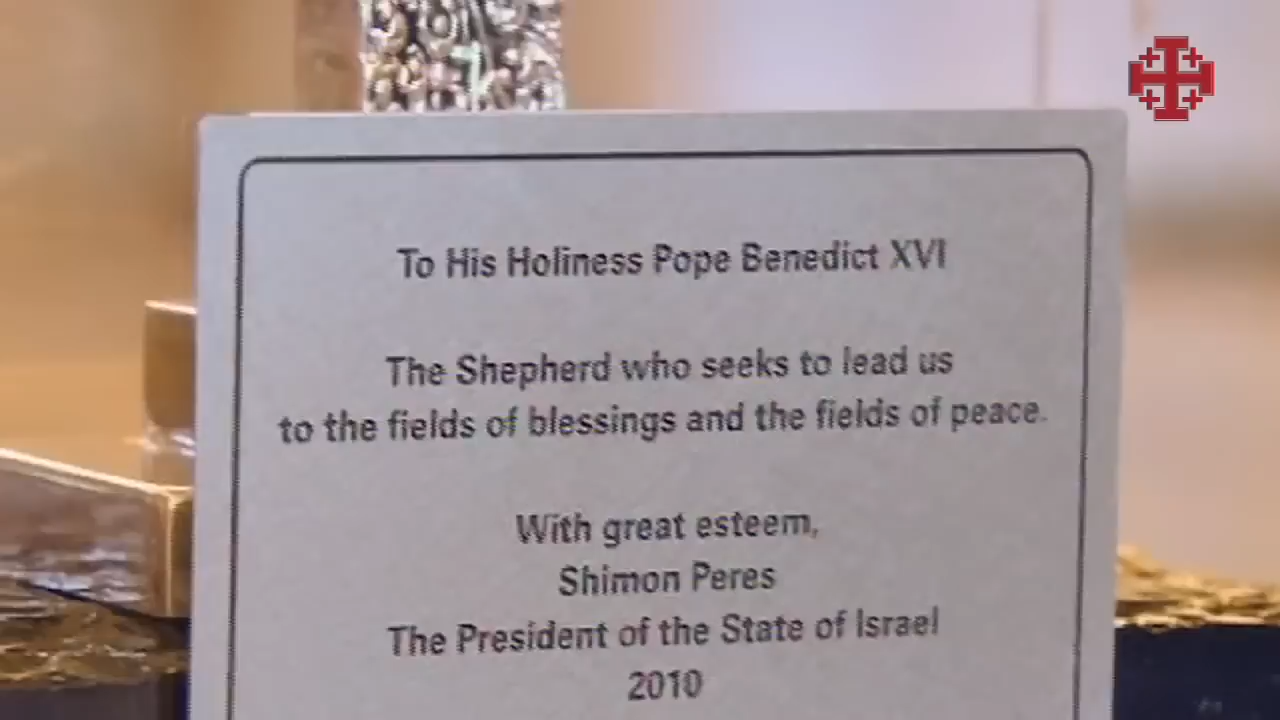 To His Holiness Pope Benedict XVI
The Shepherd who seeks to lead us
to the fields of blessings and the fields of peace.
With great esteem,
Shimon Peres
The President of the State of Israel
2010